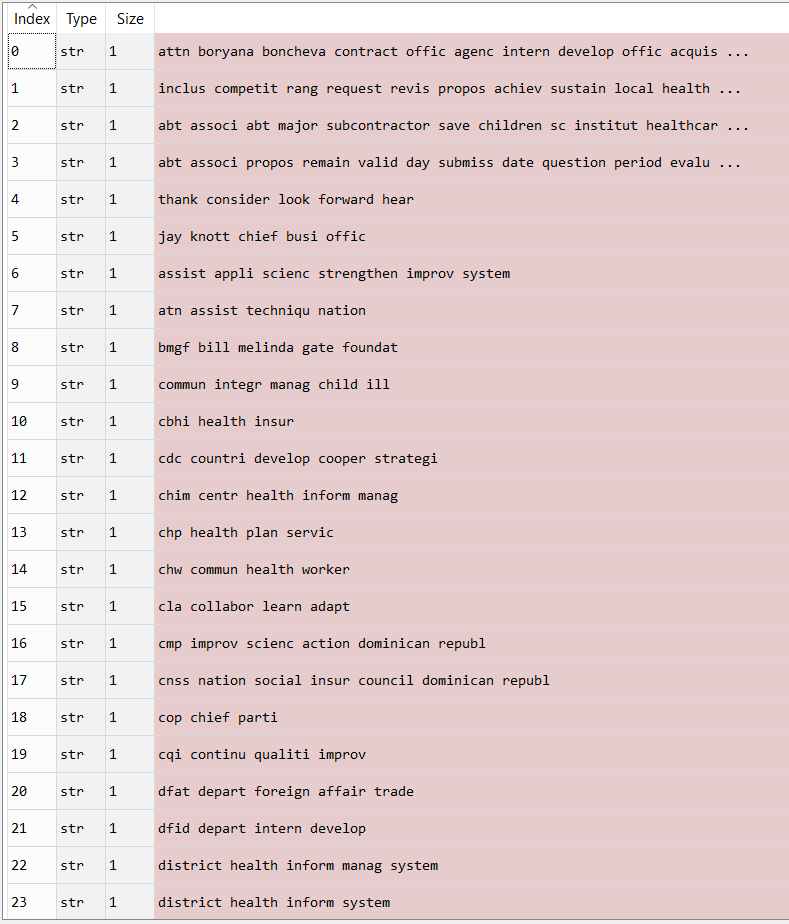 Index Type Size
0 str 1 attn boryana boncheva contract offic agenc intern develop offic acquis ...
1 str 1 inclus competit rang request revis propos achiev sustain local health ...
2 str 1 abt associ abt major subcontractor save children sc institut healthcar ...
3 str 1 abt associ propos remain valid day submiss date question period evalu ...
4 str 1 thank consider look forward hear
5 str 1 jay knott chief busi offic
6 str 1 assist appli scienc strengthen improv system
7 str 1 atn assist techniqu nation
8 str 1 bmgf bill melinda gate foundat
9 str 1 commun integr manag child ill
10 str 1 cbhi health insur
11 str 1 cdc countri develop cooper strategi
12 str 1 chim centr health inform manag
13 str 1 chp health plan servic
14 str 1 chw commun health worker
15 str 1 cla collabor learn adapt
16 str 1 cmp improv scienc action dominican republ
17 str 1 cnss nation social insur council dominican republ
18 str 1 cop chief parti
19 str 1 cqi continu qualiti improv
20 str 1 dfat depart foreign affair trade
21 str 1 dfid depart intern develop
22 str 1 district health inform manag system
23 str 1 district health inform system